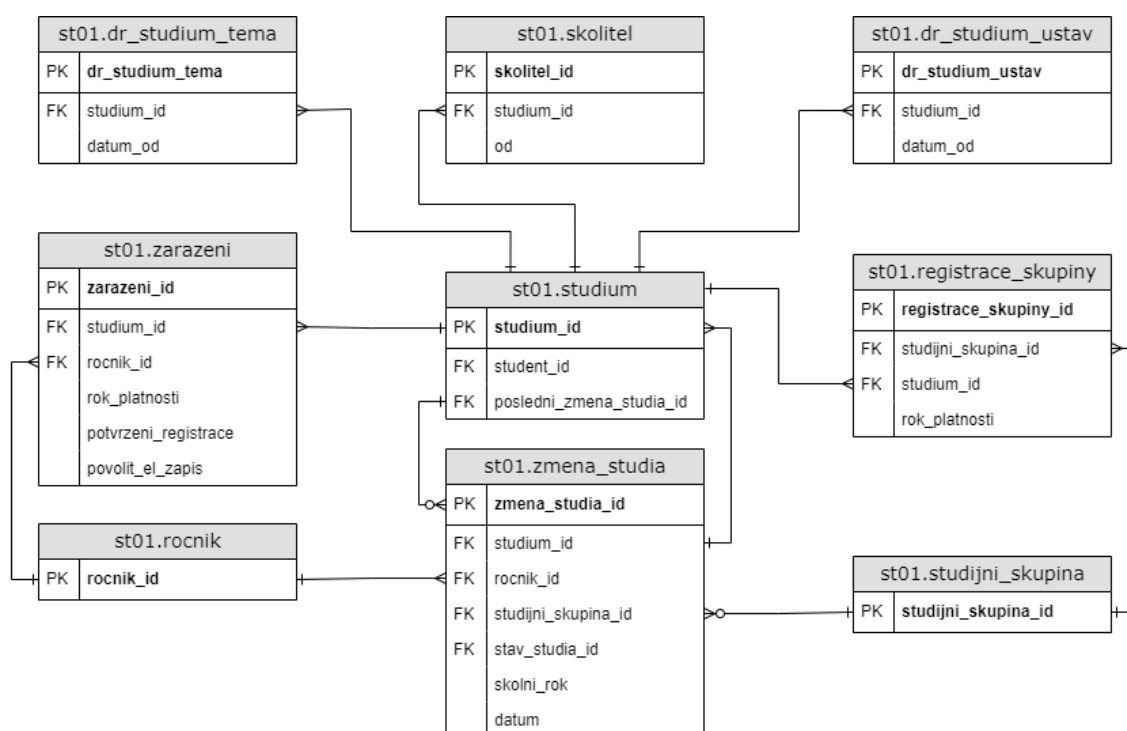 st01.dr_studium_tema
PK dr_studium_tema
FK studium_id
datum_od
st01.skolitel
PK skolitel_id
FK studium_id
od
st01.dr_studium_ustav
PK dr_studium_ustav
FK studium_id
datum_od
st01.zarazeni
PK zarazeni_id
FK studium_id
FK rocnik_id
rok_platnosti
potvrzeni_registrace
povolit_el_zapis
st01.studium
PK studium_id
FK student_id
FK posledni_zmena_studia_id
st01.registrace_skupiny
PK registrace_skupiny_id
FK studijni_skupina_id
FK studium_id
rok_platnosti
st01.rocnik
PK rocnik_id
st01.zmena_studia
PK zmena_studia_id
FK studium_id
FK rocnik_id
FK studijni_skupina_id
FK stav_studia_id
skolni_rok
datum
st01.studijni_skupina
PK studijni_skupina_id